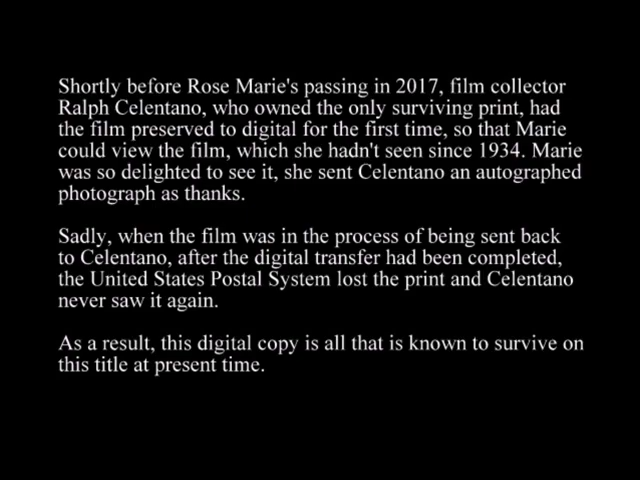 Shortly before Rose Marie's passing in 2017, film collector
Ralph Celentano, who owned the only surviving print, had
the film preserved to digital for the first time, so that Marie
could view the film, which she hadn't seen since 1934. Marie
was so delighted to see it, she sent Celentano an autographed
photograph as thanks.
Sadly, when the film was in the process of being sent back
to Celentano, after the digital transfer had been completed,
the United States Postal System lost the print and Celentano
never saw it again.
As a result, this digital copy is all that is known to survive on
this title at present time.